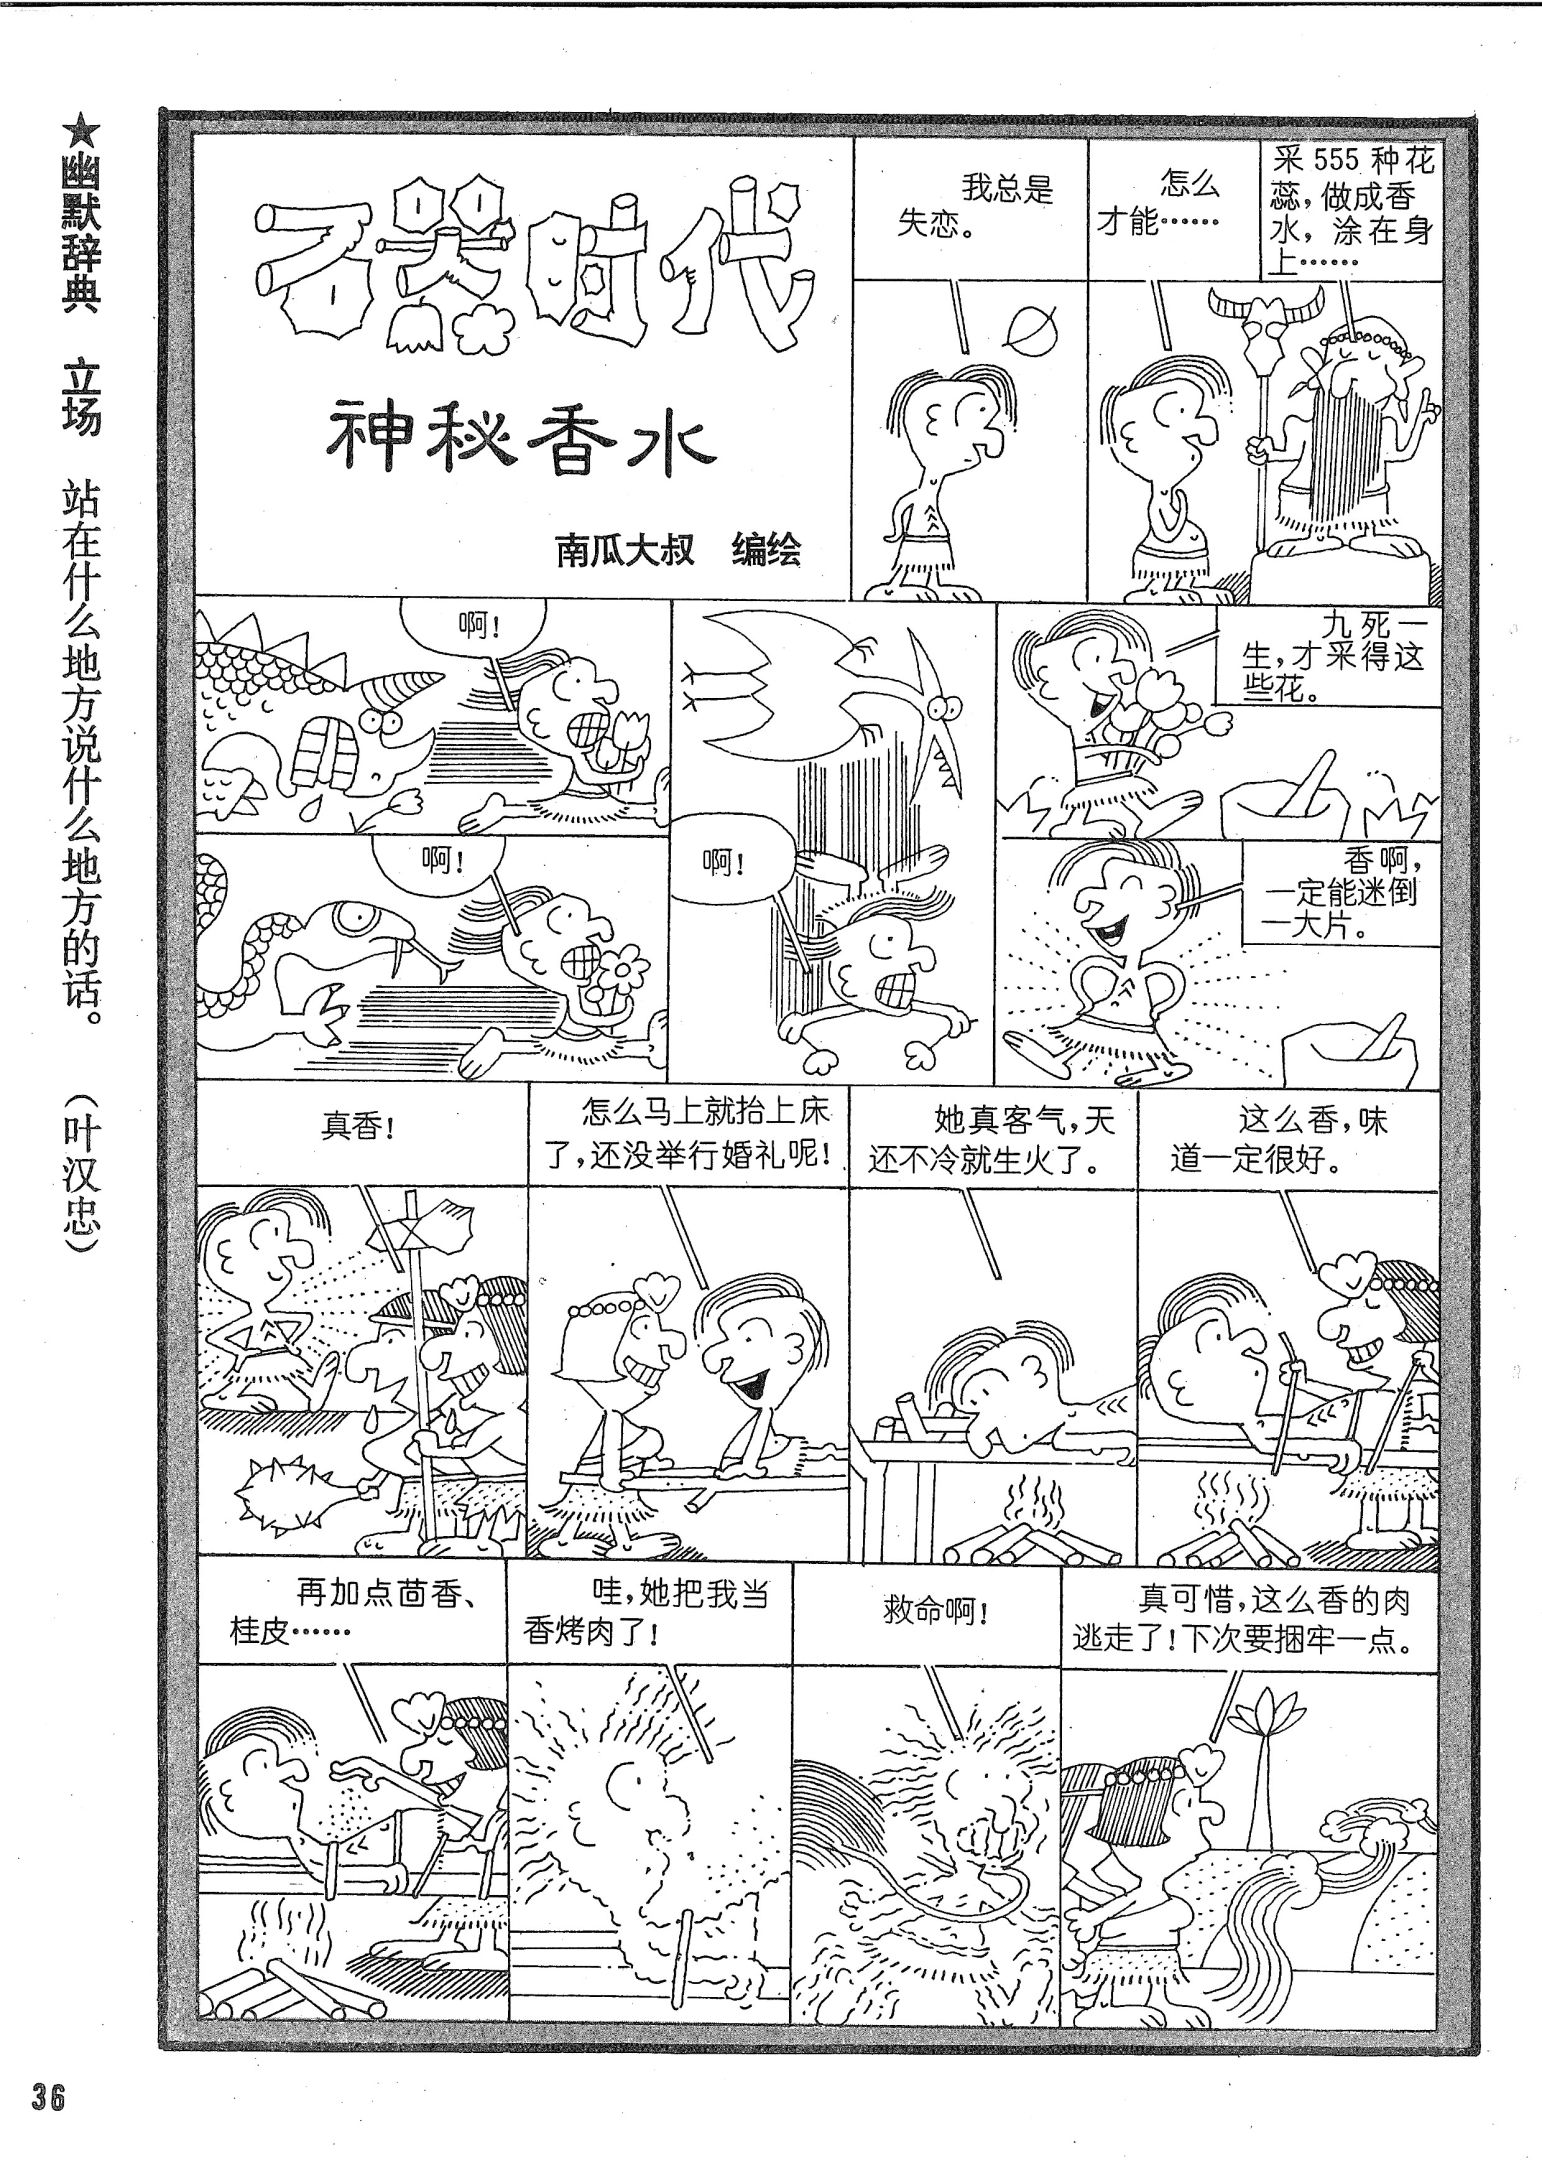 ★幽默辞典 立场 站在什么地方说什么地方的话。 (叶汉忠)
石器时代
神秘香水
南瓜大叔 编绘
我总是
失恋。
怎么
才能……
采555种花
蕊,做成香
水,涂在身
上……
啊!
啊!
啊!
九死一
生,才采得这
些花。
香啊,
一定能迷倒
一大片。
真香!
怎么马上就抬上床
了,还没举行婚礼呢!
她真客气,天
还不冷就生火了。
这么香,味
道一定很好。
再加点茴香、
桂皮……
哇,她把我当
香烤肉了!
救命啊!
真可惜,这么香的肉
逃走了!下次要捆牢一点。
36